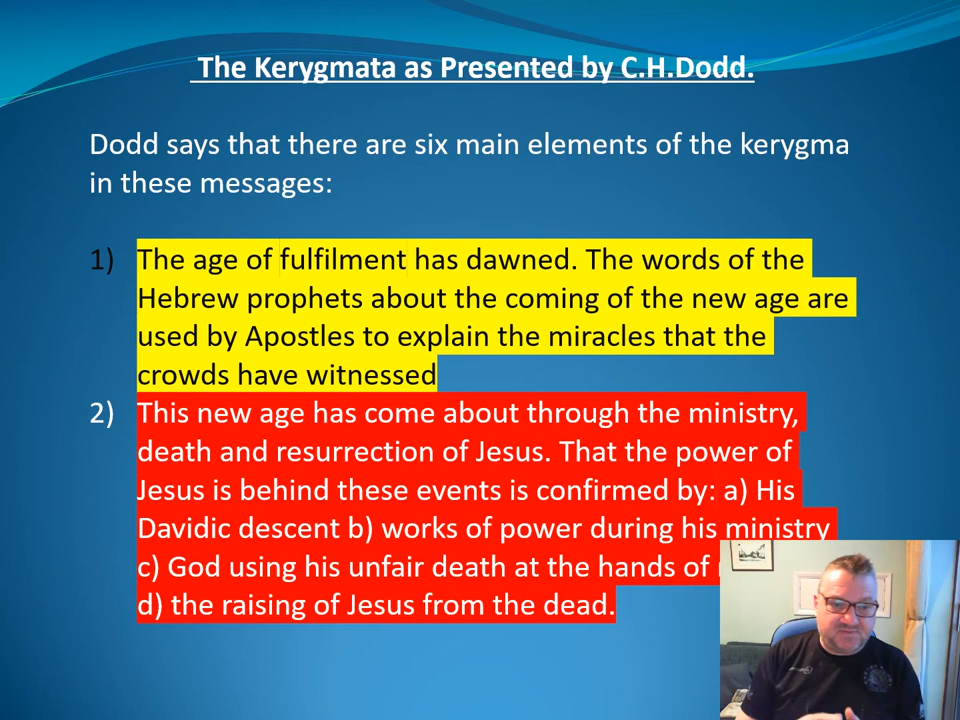 The Kerygmata as Presented by C.H.Dodd.
Dodd says that there are six main elements of the kerygma
in these messages:
1) The age of fulfilment has dawned. The words of the
Hebrew prophets about the coming of the new age are
used by Apostles to explain the miracles that the
crowds have witnessed
2) This new age has come about through the ministry,
death and resurrection of Jesus. That the power of
Jesus is behind these events is confirmed by: a) His
Davidic descent b) works of power during his ministry
c) God using his unfair death at the hands of
d) the raising of Jesus from the dead.